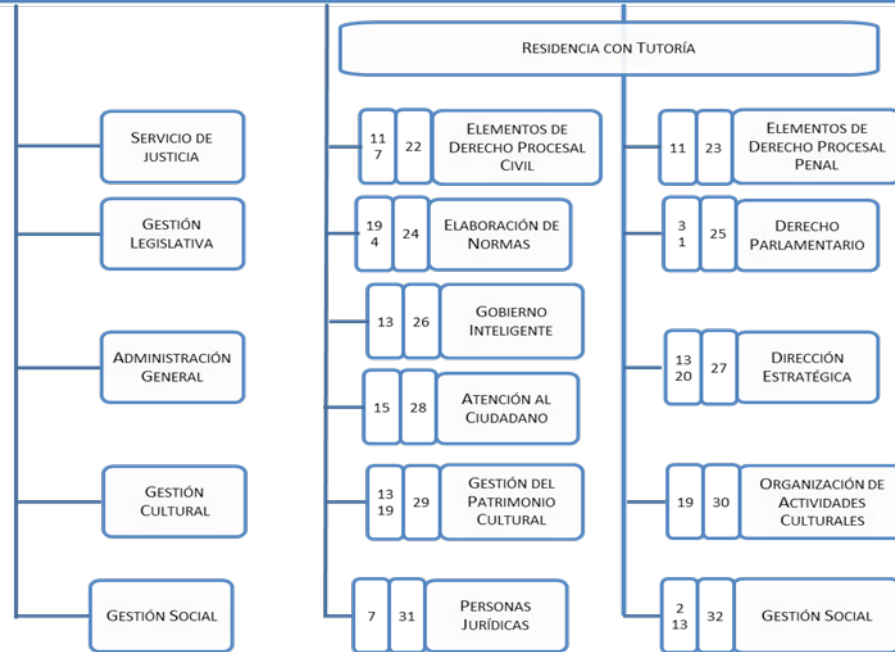 RESIDENCIA CON TUTORÍA
SERVICIO DE
JUSTICIA
11
7
22
ELEMENTOS DE
DERECHO PROCESAL
CIVIL
11
23
ELEMENTOS DE
DERECHO PROCESAL
PENAL
GESTIÓN
LEGISLATIVA
19
4
24
ELABORACIÓN DE
NORMAS
3
1
25
DERECHO
PARLAMENTARIO
ADMINISTRACIÓN
GENERAL
13
26
GOBIERNO
INTELIGENTE
13
20
27
DIRECCIÓN
ESTRATÉGICA
15
28
ATENCIÓN AL
CIUDADANO
GESTIÓN
CULTURAL
13
19
29
GESTIÓN DEL
PATRIMONIO
CULTURAL
19
30
ORGANIZACIÓN DE
ACTIVIDADES
CULTURALES
GESTIÓN SOCIAL
7
31
PERSONAS
JURÍDICAS
2
13
32
GESTIÓN SOCIAL